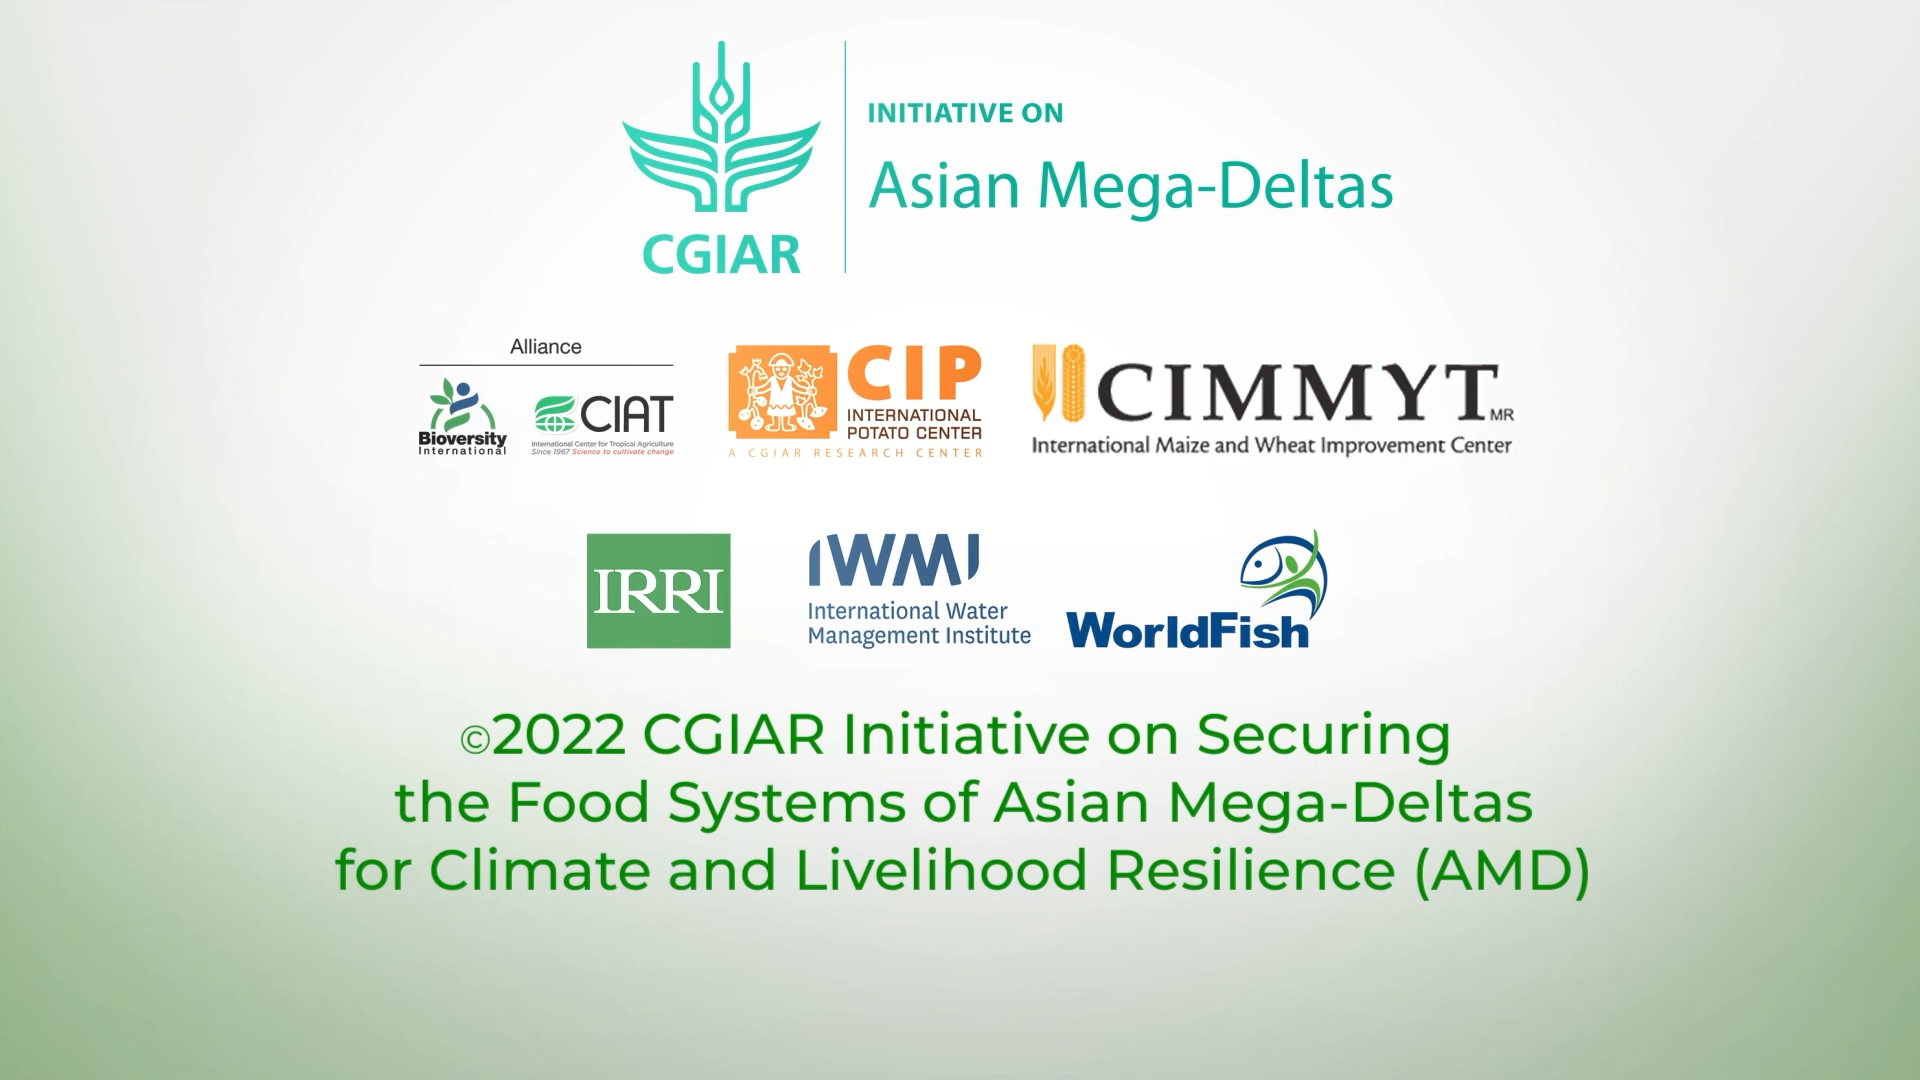 INITIATIVE ON
Asian Mega-Deltas
CGIAR
Alliance
Bioversity
International
CIAT
International Center for Tropical Agriculture
Since 1967 Science to cultivate change
CIP
INTERNATIONAL
POTATO CENTER
A CGIAR RESEARCH CENTER
CIMMYT MR
International Maize and Wheat Improvement Center
IRRI
IWMI
International Water
Management Institute
WorldFish
©2022 CGIAR Initiative on Securing
the Food Systems of Asian Mega-Deltas
for Climate and Livelihood Resilience (AMD)